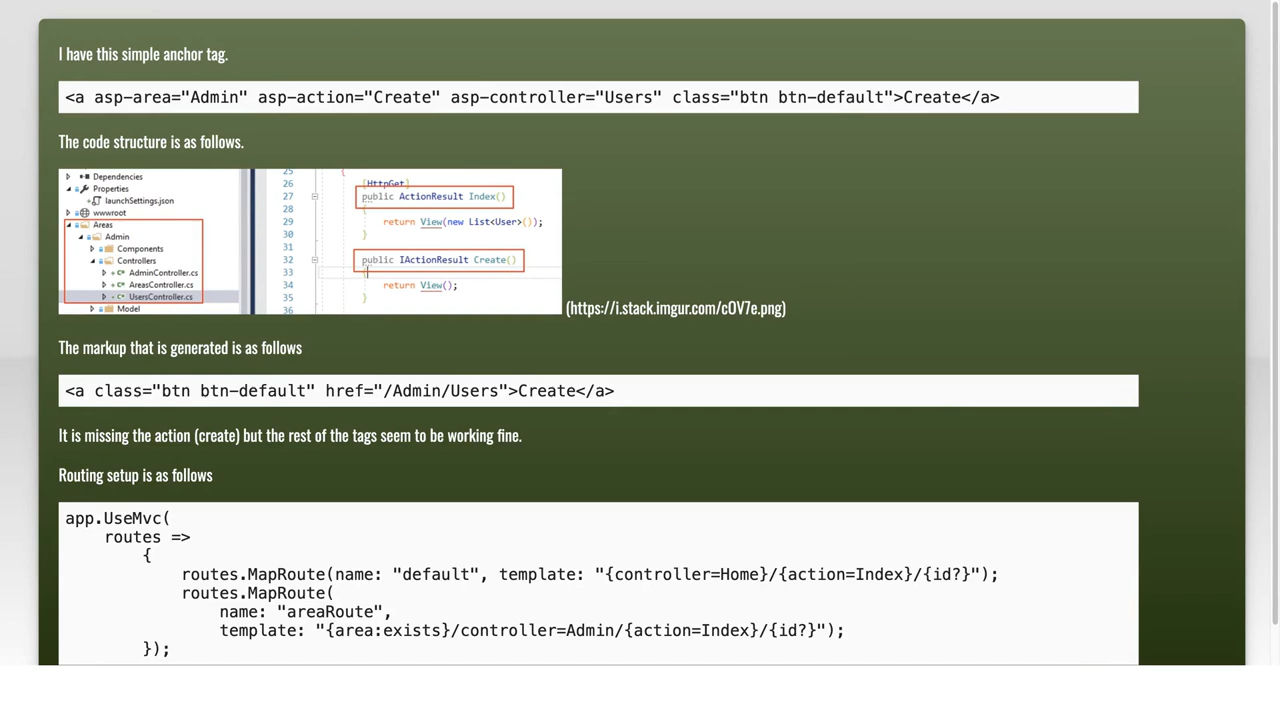 I have this simple anchor tag.
<a asp-area="Admin" asp-action="Create" asp-controller="Users" class="btn btn-default">Create</a>
The code structure is as follows.
Dependencies
Properties
launchSettings.json
wwwroot
Areas
Admin
Components
Controllers
AdminController.cs
AreasController.cs
UsersController.cs
Model
25 {
26 [HttpGet]
27 public ActionResult Index()
28 {
29 return View(new List<User>());
30 }
31
32 public IActionResult Create()
33 {
34 return View();
35 }
36
(https://i.stack.imgur.com/cOV7e.png)
The markup that is generated is as follows
<a class="btn btn-default" href="/Admin/Users">Create</a>
It is missing the action (create) but the rest of the tags seem to be working fine.
Routing setup is as follows
app.UseMvc(
routes =>
{
routes.MapRoute(name: "default", template: "{controller=Home}/{action=Index}/{id?}");
routes.MapRoute(
name: "areaRoute",
template: "{area:exists}/controller=Admin/{action=Index}/{id?}");
});